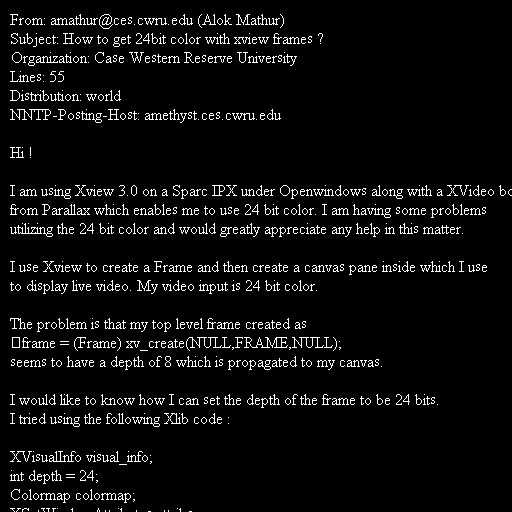 From: amathur@ces.cwru.edu (Alok Mathur)
Subject: How to get 24bit color with xview frames ?
Organization: Case Western Reserve University
Lines: 55
Distribution: world
NNTP-Posting-Host: amethyst.ces.cwru.edu

Hi !

I am using Xview 3.0 on a Sparc IPX under Openwindows along with a XVideo bo
from Parallax which enables me to use 24 bit color. I am having some problems
utilizing the 24 bit color and would greatly appreciate any help in this matter.

I use Xview to create a Frame and then create a canvas pane inside which I use
to display live video. My video input is 24 bit color.

The problem is that my top level frame created as
frame = (Frame) xv_create(NULL,FRAME,NULL);
seems to have a depth of 8 which is propagated to my canvas.

I would like to know how I can set the depth of the frame to be 24 bits.
I tried using the following Xlib code :

XVisualInfo visual_info;
int depth = 24;
Colormap colormap;